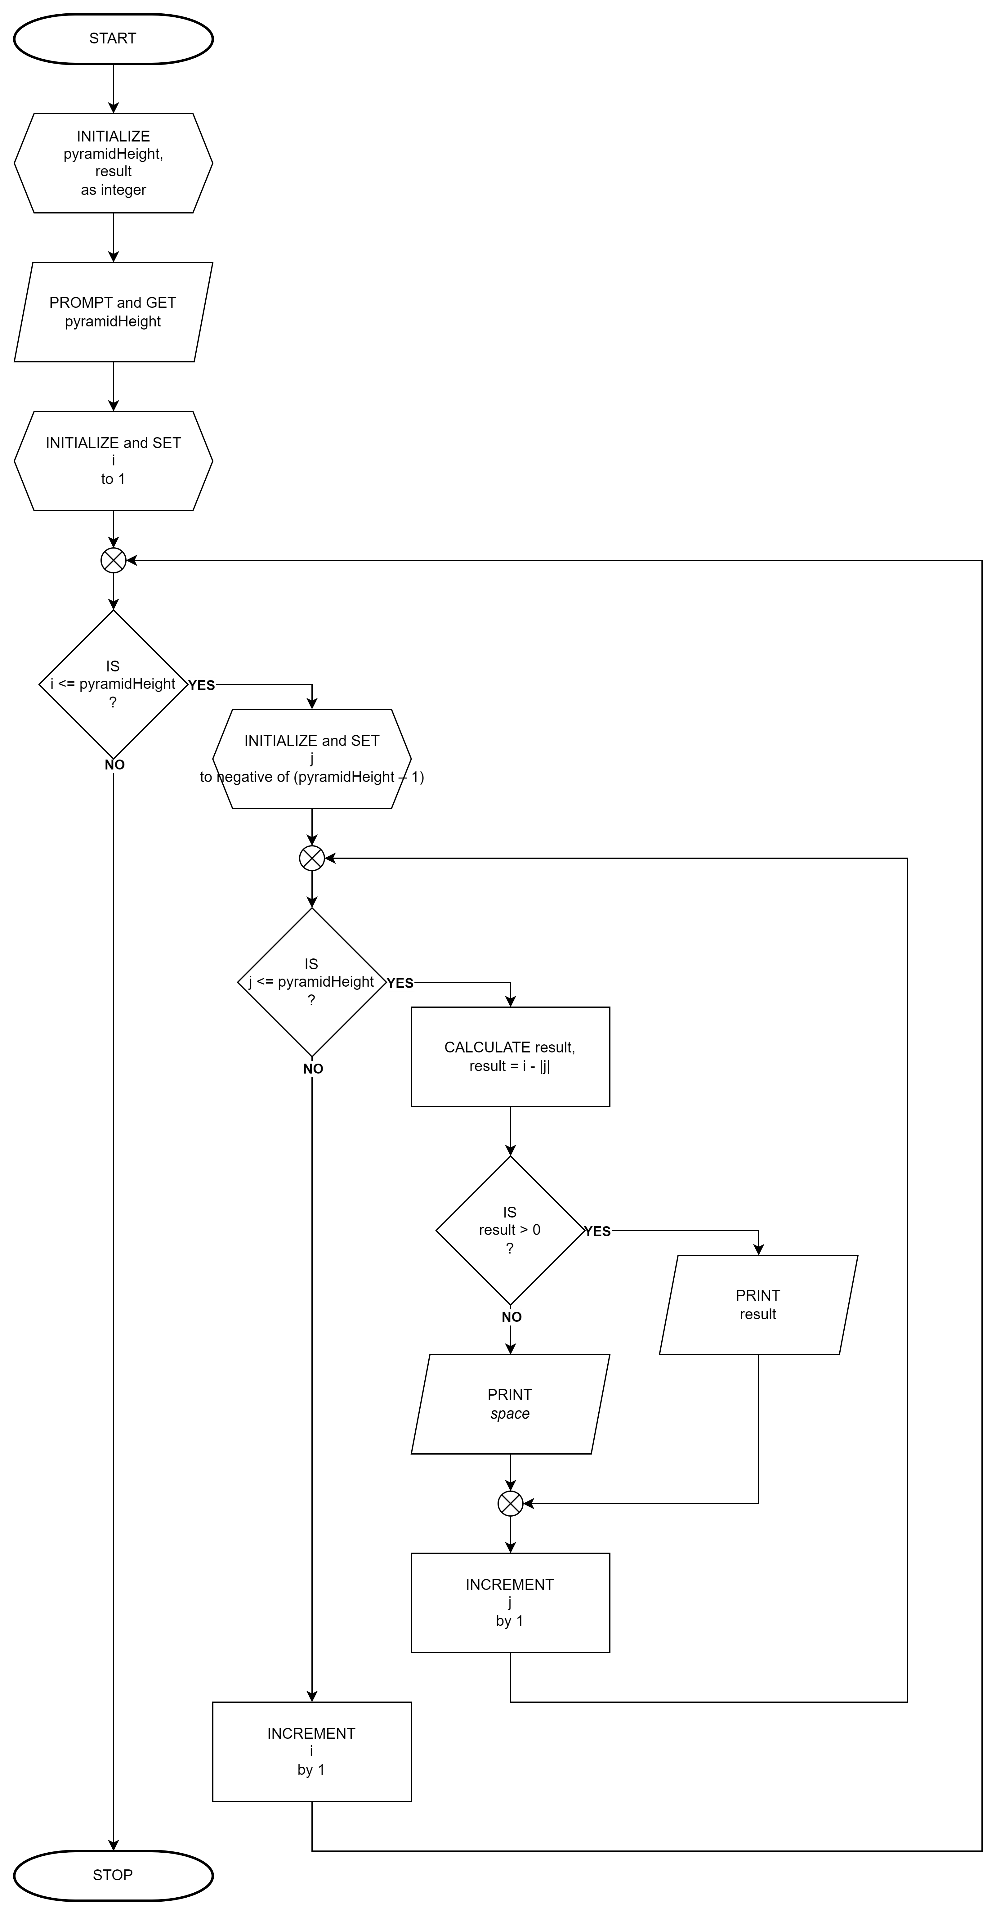 START
INITIALIZE
pyramidHeight,
result
as integer
PROMPT and GET
pyramidHeight
INITIALIZE and SET
i
to 1
IS
i <= pyramidHeight
?
YES
NO
INITIALIZE and SET
j
to negative of (pyramidHeight - 1)
IS
j <= pyramidHeight
?
YES
NO
CALCULATE result,
result = i - |j|
IS
result > 0
?
YES
NO
PRINT
result
PRINT
space
INCREMENT
j
by 1
INCREMENT
i
by 1
STOP